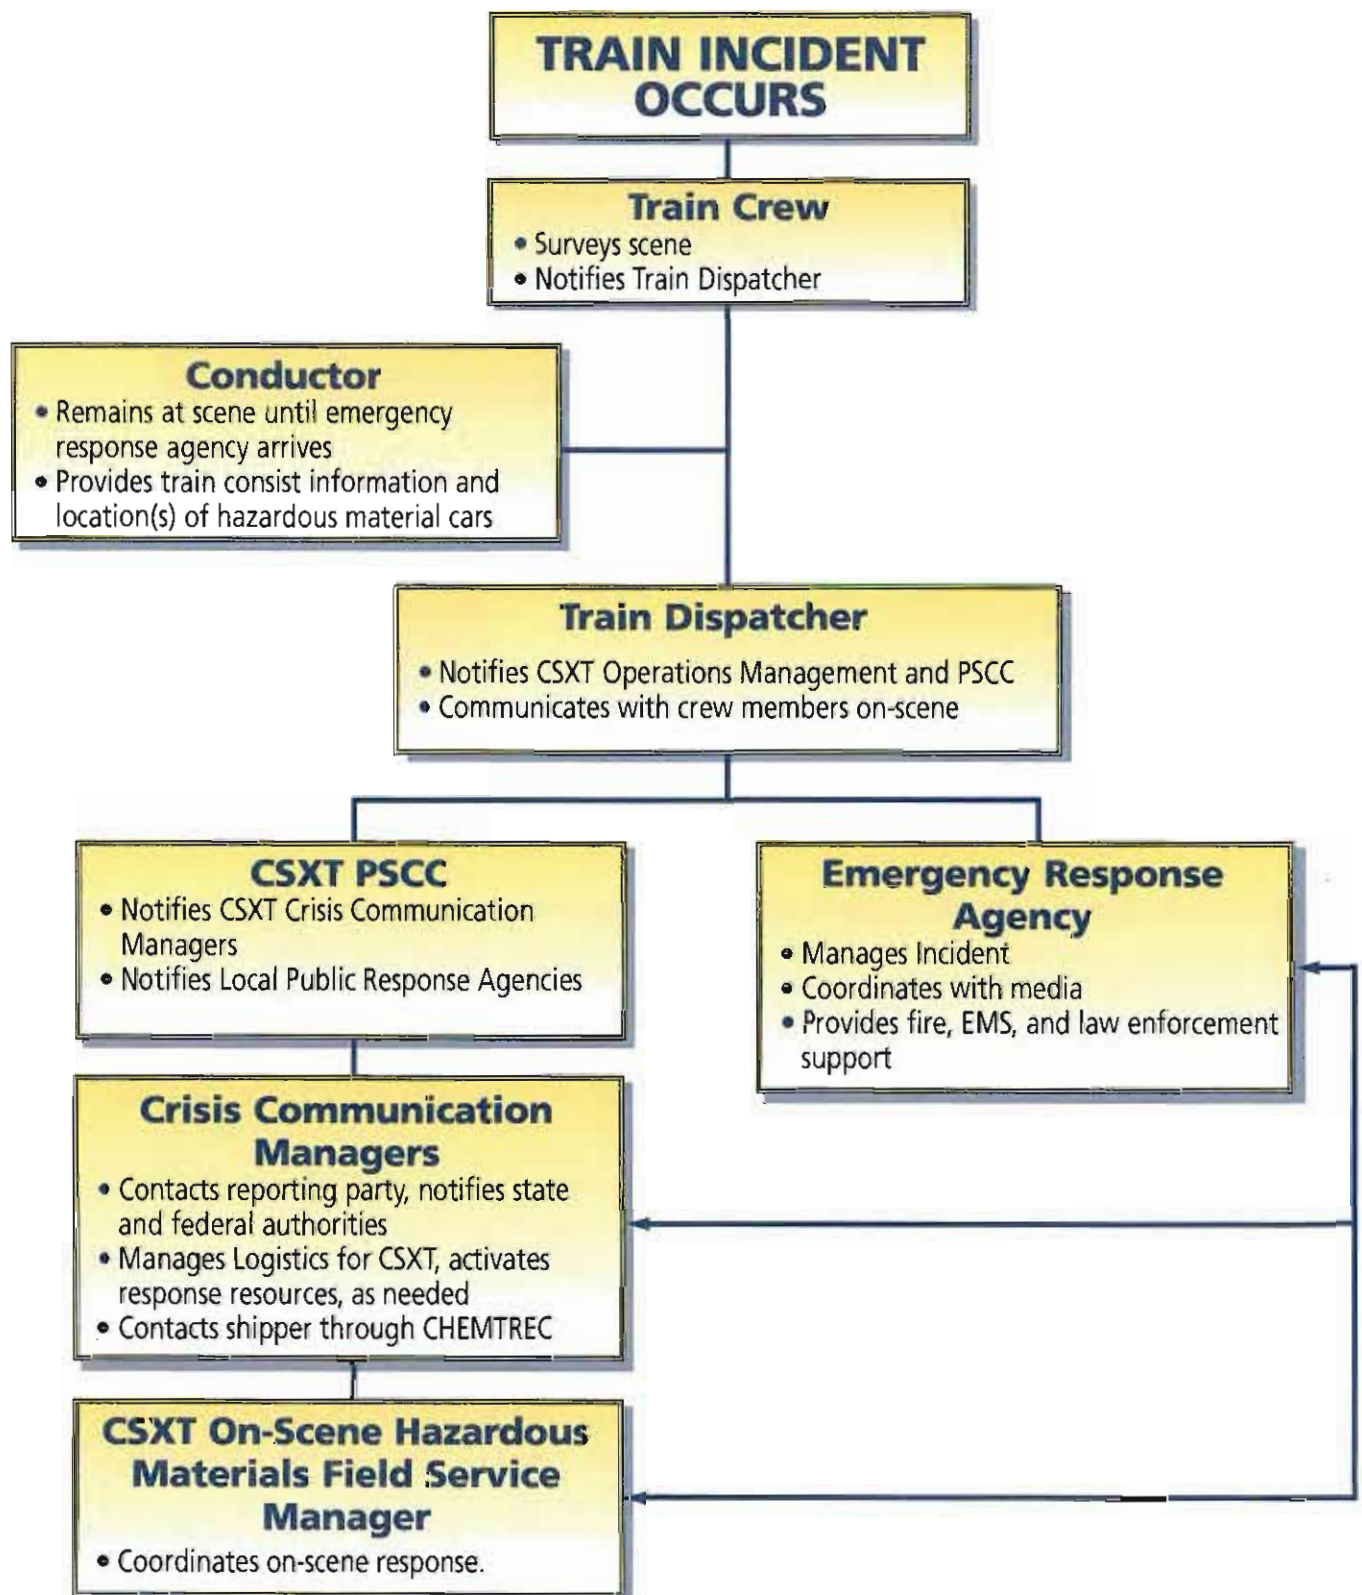 TRAIN INCIDENT
OCCURS
Train Crew
• Surveys scene
• Notifies Train Dispatcher
Conductor
• Remains at scene until emergency
response agency arrives
• Provides train consist information and
location(s) of hazardous material cars
Train Dispatcher
• Notifies CSXT Operations Management and PSCC
• Communicates with crew members on-scene
CSXT PSCC
• Notifies CSXT Crisis Communication
Managers
• Notifies Local Public Response Agencies
Emergency Response
Agency
• Manages Incident
• Coordinates with media
• Provides fire, EMS, and law enforcement
support
Crisis Communication
Managers
• Contacts reporting party, notifies state
and federal authorities
• Manages Logistics for CSXT, activates
response resources, as needed
• Contacts shipper through CHEMTREC
CSXT On-Scene Hazardous
Materials Field Service
Manager
• Coordinates on-scene response.